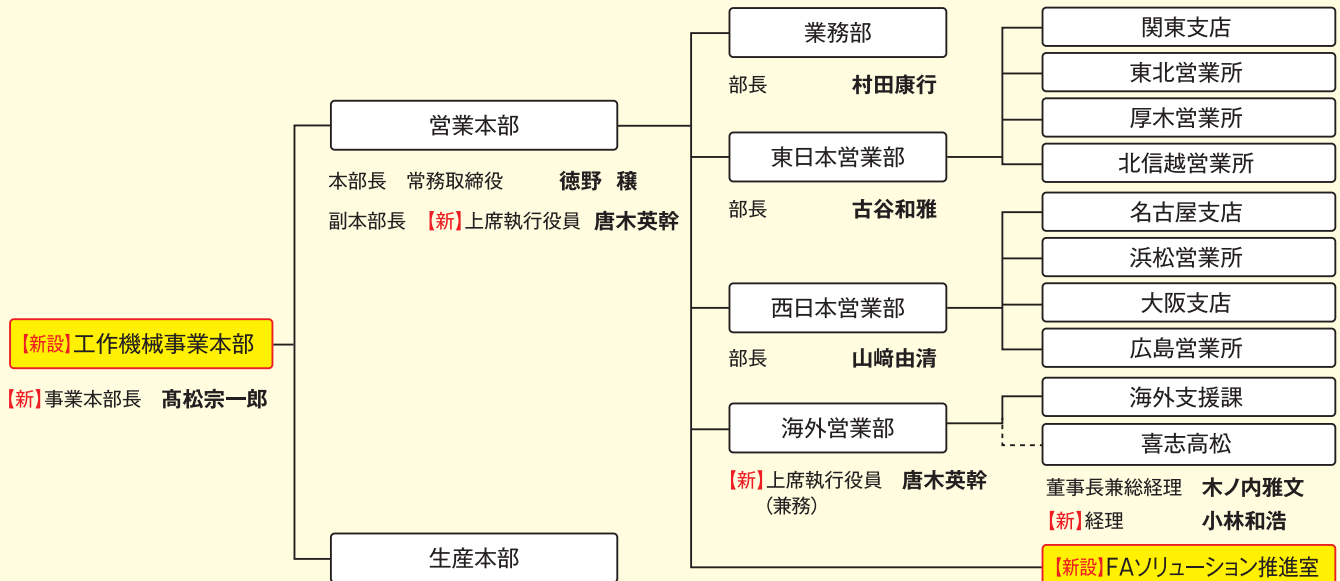 【新設】工作機械事業本部
【新】事業本部長 髙松宗一郎
営業本部
本部長 常務取締役 徳野 穣
副本部長 【新】上席執行役員 唐木英幹
生産本部
業務部
部長 村田康行
東日本営業部
部長 古谷和雅
西日本営業部
部長 山﨑由清
海外営業部
【新】上席執行役員 唐木英幹
(兼務)
関東支店
東北営業所
厚木営業所
北信越営業所
名古屋支店
浜松営業所
大阪支店
広島営業所
海外支援課
喜志高松
董事長兼総経理 木ノ内雅文
【新】経理 小林和浩
【新設】FAソリューション推進室